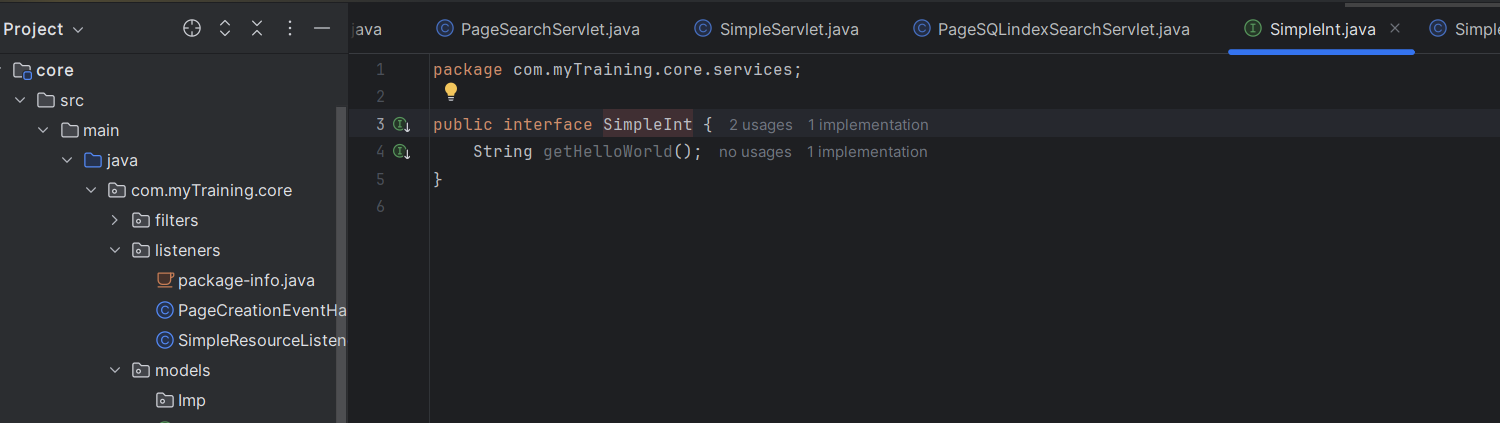 Project
java
PageSearchServlet.java
SimpleServlet.java
PageSQLindexSearchServlet.java
SimpleInt.java
Simple
core
src
main
java
com.myTraining.core
filters
listeners
package-info.java
PageCreationEventHa
SimpleResourceListen
models
Imp
1 package com.myTraining.core.services;
2
3 public interface SimpleInt { 2 usages 1 implementation
4 String getHelloWorld(); no usages 1 implementation
5 }
6